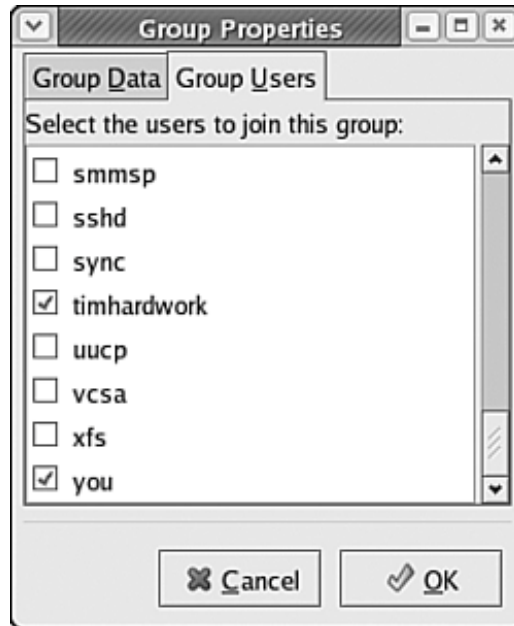 Group Properties
Group Data Group Users
Select the users to join this group:
smmsp
sshd
sync
timhardwork
uucp
vcsa
xfs
you
Cancel OK